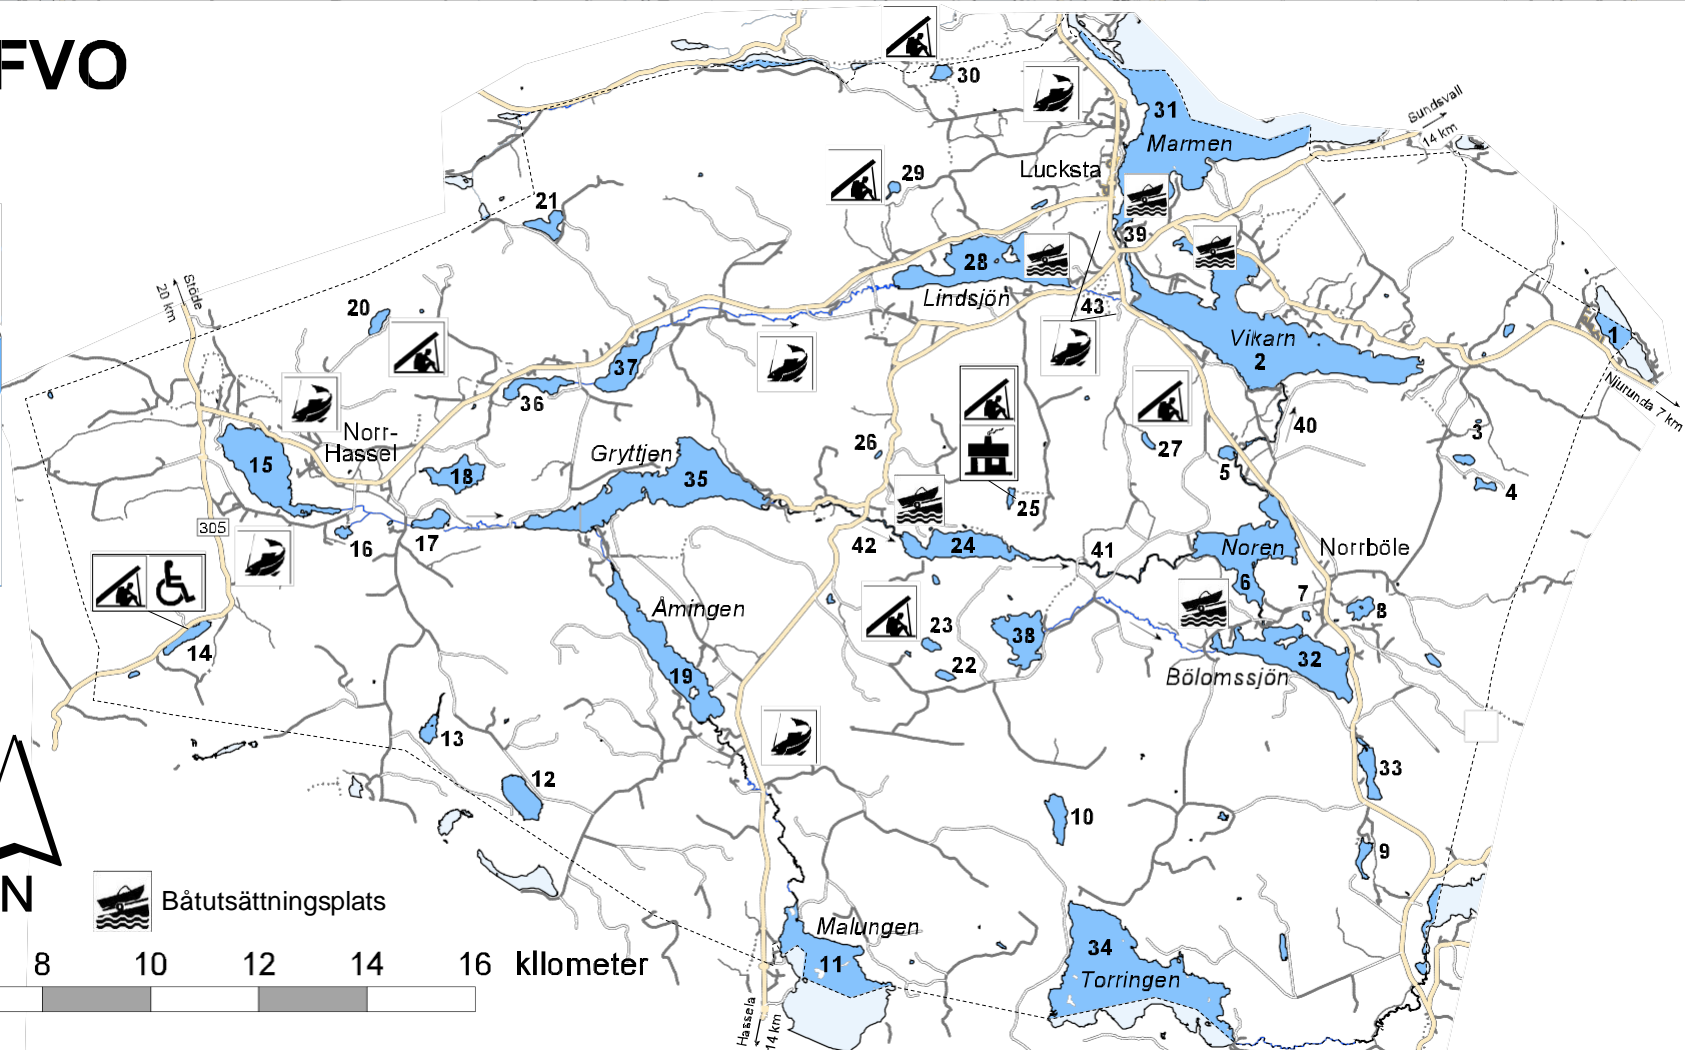 FVO
30
31
Marmen
Sundsvall
14 km
Lucksta
29
21
39
28
Lindsjön
43
Stöde
20 km
20
Vikarn
2
1
Njurunda 7 km
37
36
Norr-
Hassel
15
18
Gryttjen
35
26
27
40
3
5
4
25
305
16
17
42
24
41
Noren
6
Norrböle
7
8
Åmingen
14
23
22
38
19
32
Bölomssjön
13
12
33
10
9
N
Båtutsättningsplats
Malungen
11
34
Torringen
8 10 12 14 16 kilometer
Hassela
14 km